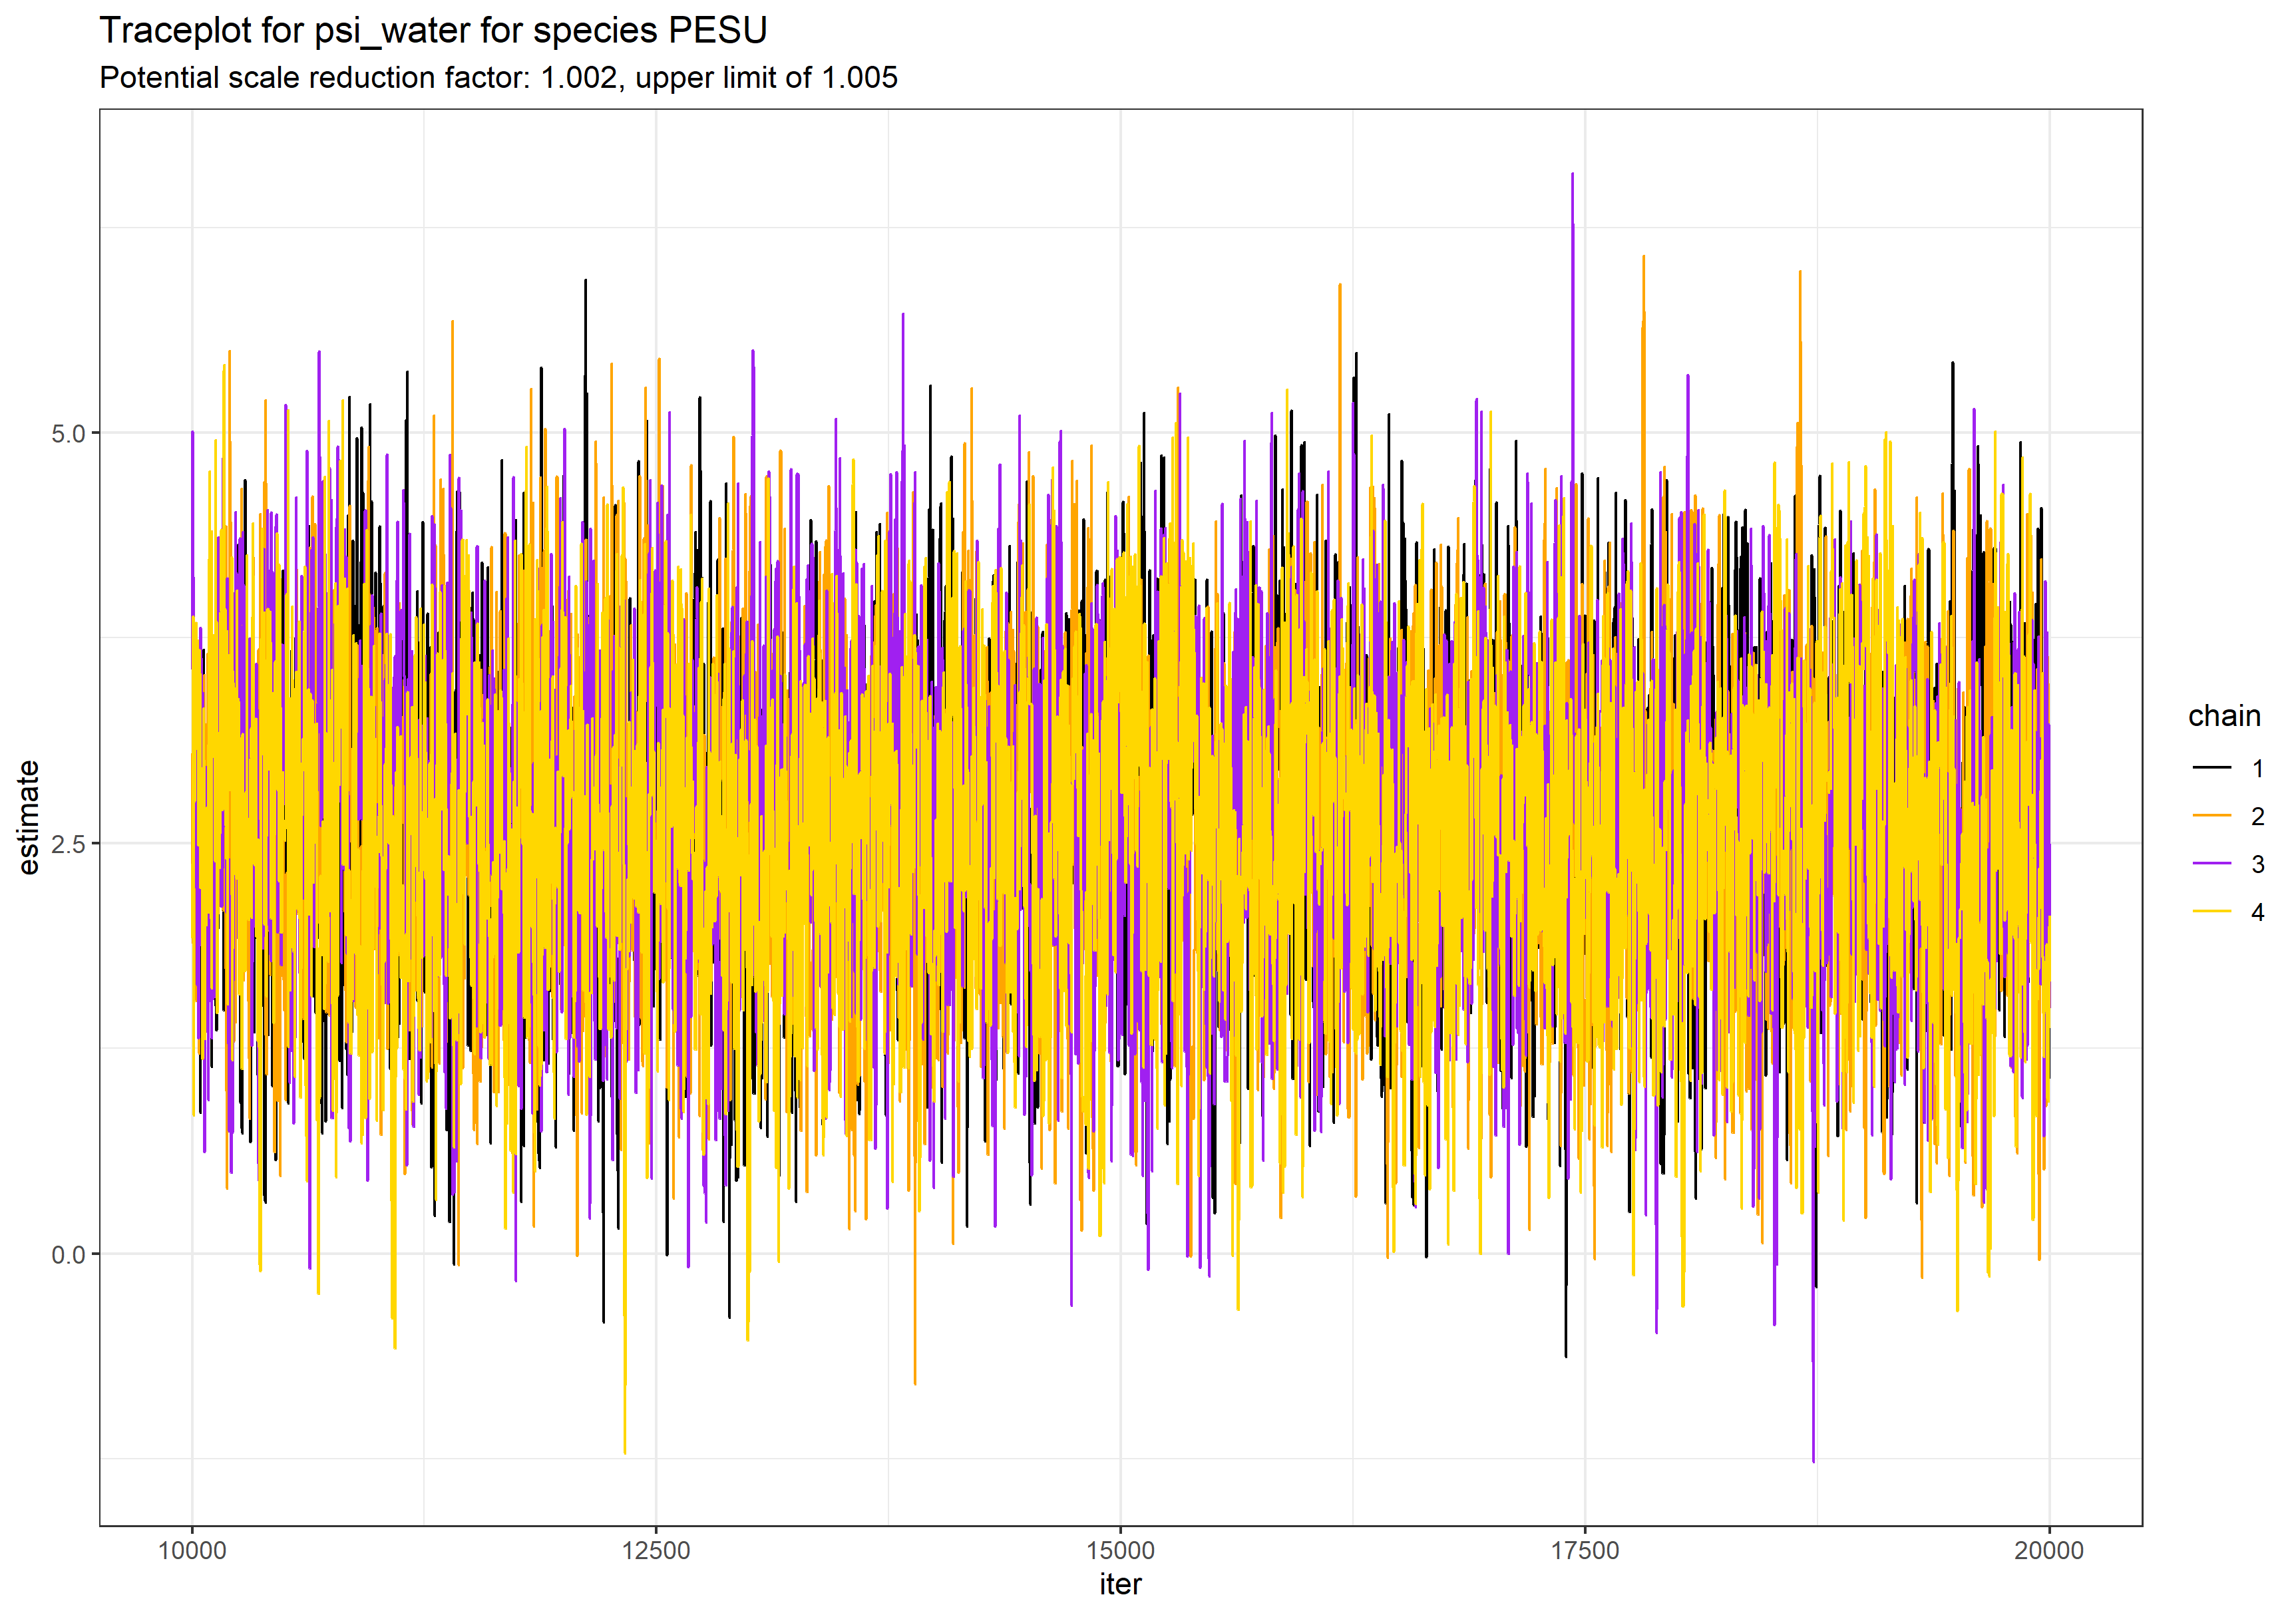 Traceplot for psi_water for species PESU
Potential scale reduction factor: 1.002, upper limit of 1.005
estimate
5.0
2.5
0.0
10000
12500
15000
17500
20000
iter
chain
1
2
3
4